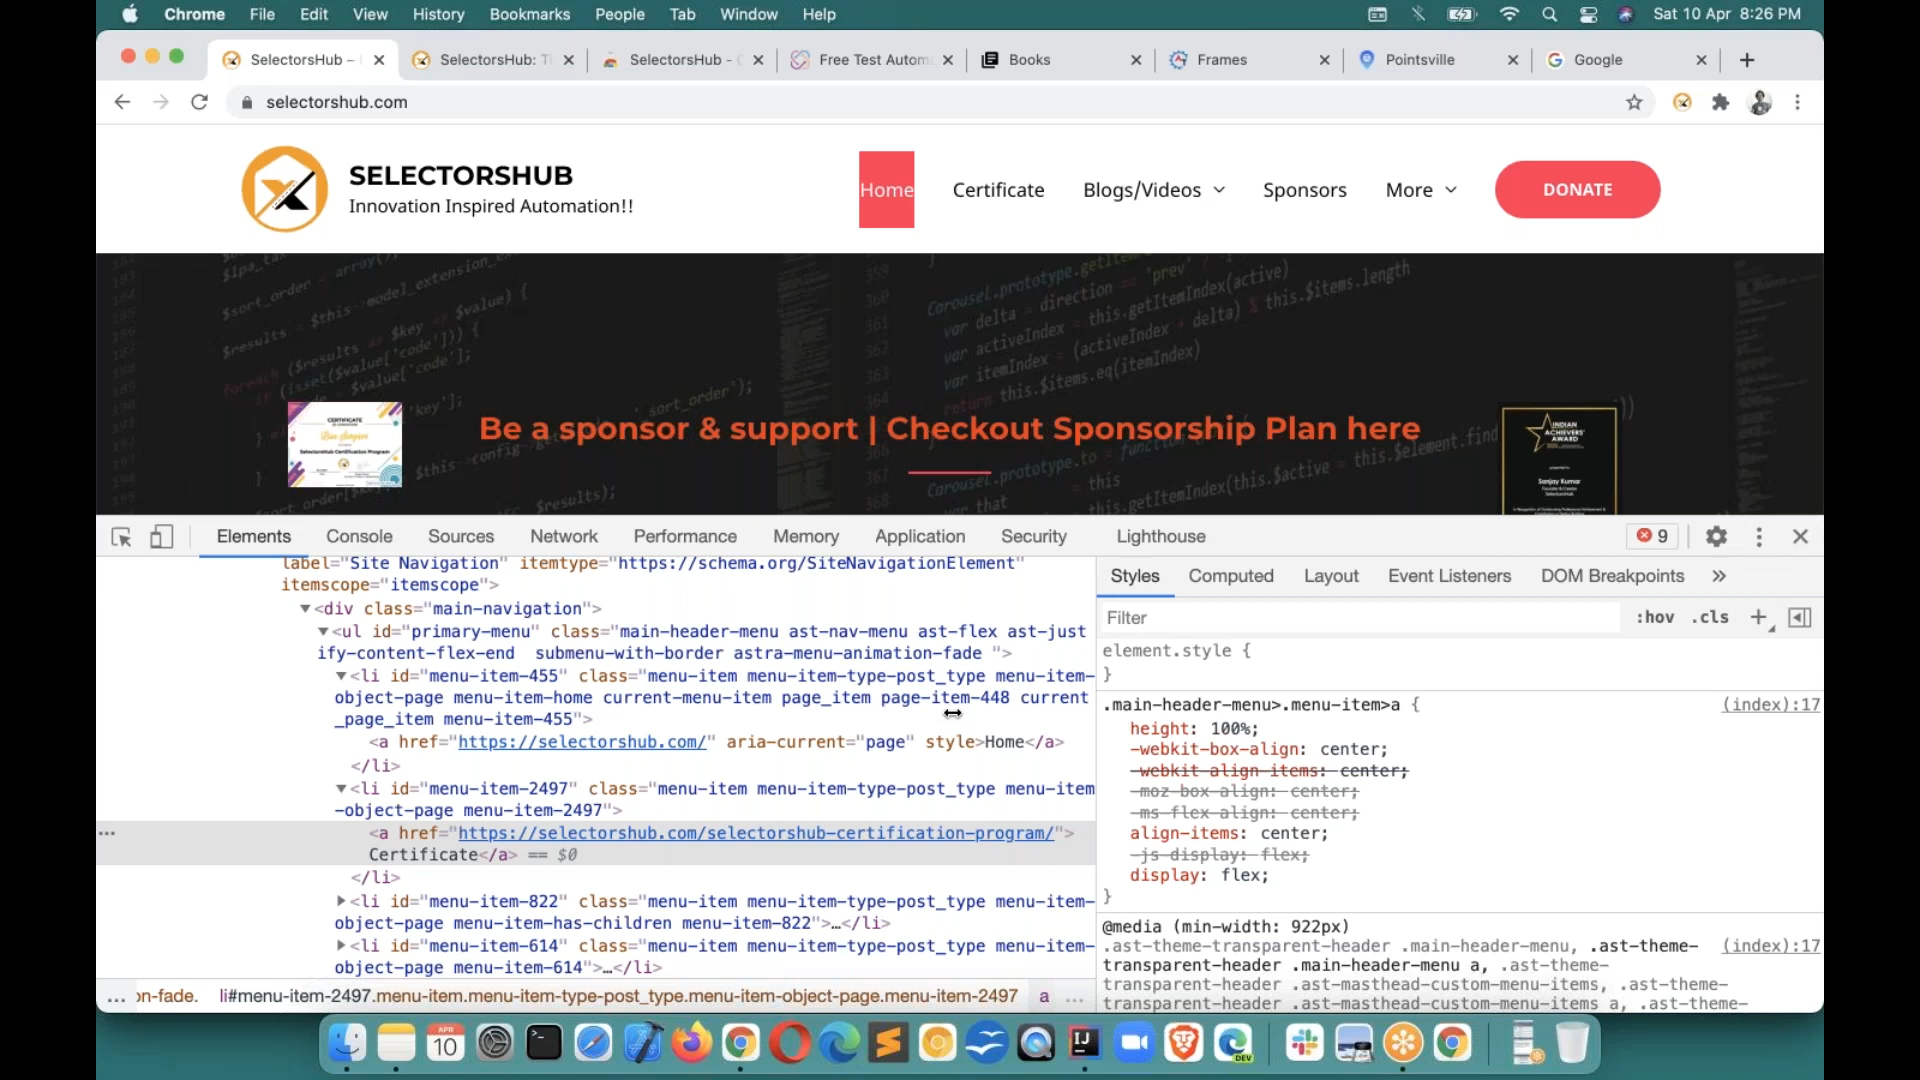 Chrome File Edit View History Bookmarks People Tab Window Help Sat 10 Apr 8:26 PM
SelectorsHub – SelectorsHub: T SelectorsHub - Free Test Autom Books Frames Pointsville Google
selectorshub.com
SELECTORSHUB
Innovation Inspired Automation!!
Home Certificate Blogs/Videos Sponsors More DONATE
Be a sponsor & support | Checkout Sponsorship Plan here
CERTIFICATE
SelectorsHub Certification Program
INDIAN
ACHIEVERS'
AWARD
Sanjay Kumar
Elements Console Sources Network Performance Memory Application Security Lighthouse 9
label="Site Navigation" itemtype="https://schema.org/SiteNavigationElement"
itemscope="itemscope">
<div class="main-navigation">
<ul id="primary-menu" class="main-header-menu ast-nav-menu ast-flex ast-just
ify-content-flex-end  submenu-with-border astra-menu-animation-fade ">
<li id="menu-item-455" class="menu-item menu-item-type-post_type menu-item-
object-page menu-item-home current-menu-item page_item page-item-448 current
_page_item menu-item-455">
<a href="https://selectorshub.com/" aria-current="page" style>Home</a>
</li>
<li id="menu-item-2497" class="menu-item menu-item-type-post_type menu-item
-object-page menu-item-2497">
<a href="https://selectorshub.com/selectorshub-certification-program/">
Certificate</a> == $0
</li>
<li id="menu-item-822" class="menu-item menu-item-type-post_type menu-item-
object-page menu-item-has-children menu-item-822">…</li>
<li id="menu-item-614" class="menu-item menu-item-type-post_type menu-item-
object-page menu-item-614">…</li>
... on-fade. li#menu-item-2497.menu-item.menu-item-type-post_type.menu-item-object-page.menu-item-2497 a ...
Styles Computed Layout Event Listeners DOM Breakpoints »
Filter :hov .cls +
element.style {
}
.main-header-menu>.menu-item>a { (index):17
height: 100%;
-webkit-box-align: center;
-webkit-align-items: center;
-moz-box-align: center;
-ms-flex-align: center;
align-items: center;
-js-display: flex;
display: flex;
}
@media (min-width: 922px)
.ast-theme-transparent-header .main-header-menu, .ast-theme- (index):17
transparent-header .main-header-menu a, .ast-theme-
transparent-header .ast-masthead-custom-menu-items, .ast-theme-
transparent-header .ast-masthead-custom-menu-items a, .ast-theme-
APR
10
IJ
DEV